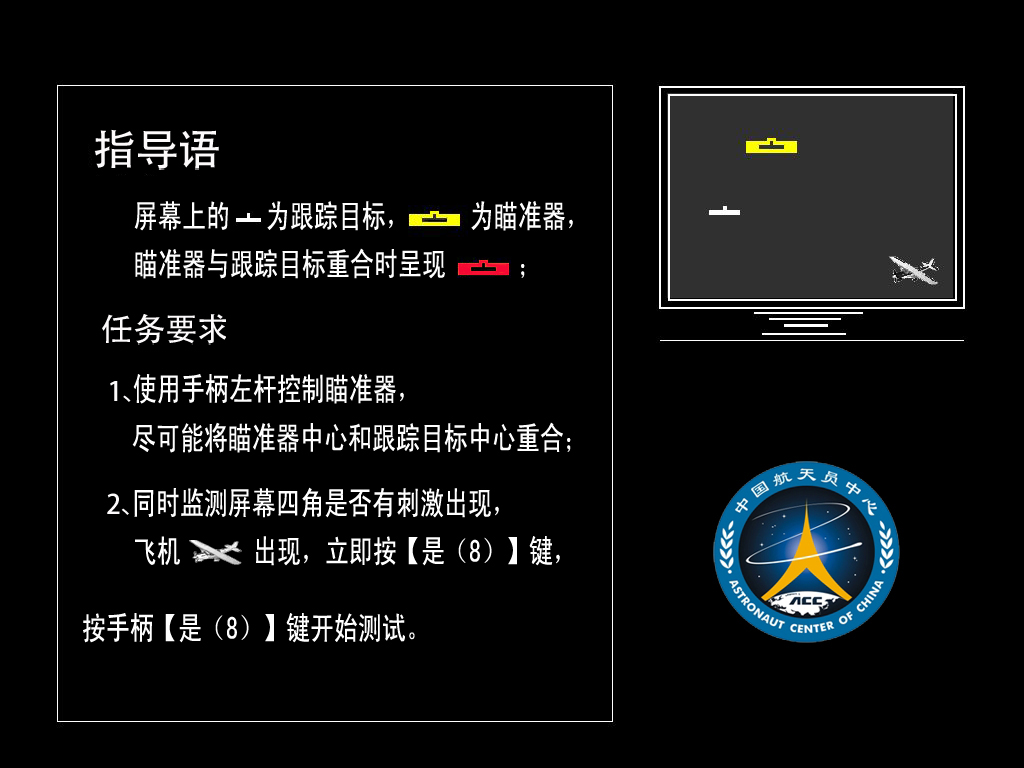 指导语
屏幕上的 为跟踪目标， 为瞄准器，
瞄准器与跟踪目标重合时呈现 ；
任务要求
1、使用手柄左杆控制瞄准器，
尽可能将瞄准器中心和跟踪目标中心重合；
2、同时监测屏幕四角是否有刺激出现，
飞机 出现，立即按【是（8）】键，
按手柄【是（8）】键开始测试。
中国航天员中心
ACC
ASTRONAUT CENTER OF CHINA